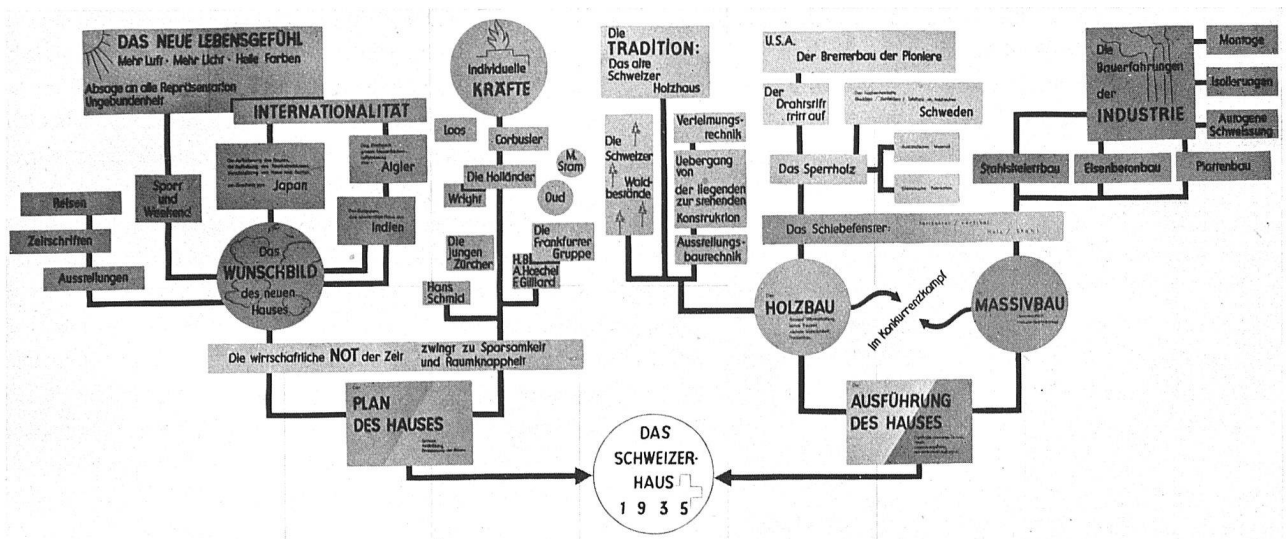 DAS NEUE LEBENSGEFÜHL
Mehr Luft · Mehr Licht · Helle Farben
Absage an alle Repräsentation
Ungebundenheit
INTERNATIONALITÄT
Japan
Algier
Indien
Sport
und
Weekend
Reisen
Zeitschriften
Ausstellungen
Das
WUNSCHBILD
des neuen
Hauses
Individuelle
KRÄFTE
Loos
Corbusier
Die Holländer
M.
Stam
Oud
Wright
Die
Jungen
Zürcher
Die
Frankfurter
Gruppe
H.B
A.Hoechel
F.Gilliard
Hans
Schmid
Die wirtschaftliche NOT der Zeit
zwingt zu Sparsamkeit
und Raumknappheit
Der
PLAN
DES HAUSES
Die
TRADITION:
Das alte
Schweizer
Holzhaus
Die
Schweizer
Wald-
bestände
Verleimungs-
technik
Uebergang
von
der liegenden
zur stehenden
Konstruktion
Ausstellungs-
bautechnik
U.S.A.
Der Bretterbau der Pioniere
Der
Drahtstift
tritt auf
Schweden
Das Sperrholz
Das Schiebefenster:
Der
HOLZBAU
Im Konkurrenzkampf
Der
MASSIVBAU
Die
Bauerfahrungen
der
INDUSTRIE
Montage
Isolierungen
Autogene
Schweissung
Stahlskelettbau
Eisenbetonbau
Plattenbau
Die
AUSFÜHRUNG
DES HAUSES
DAS
SCHWEIZER-
HAUS
1935